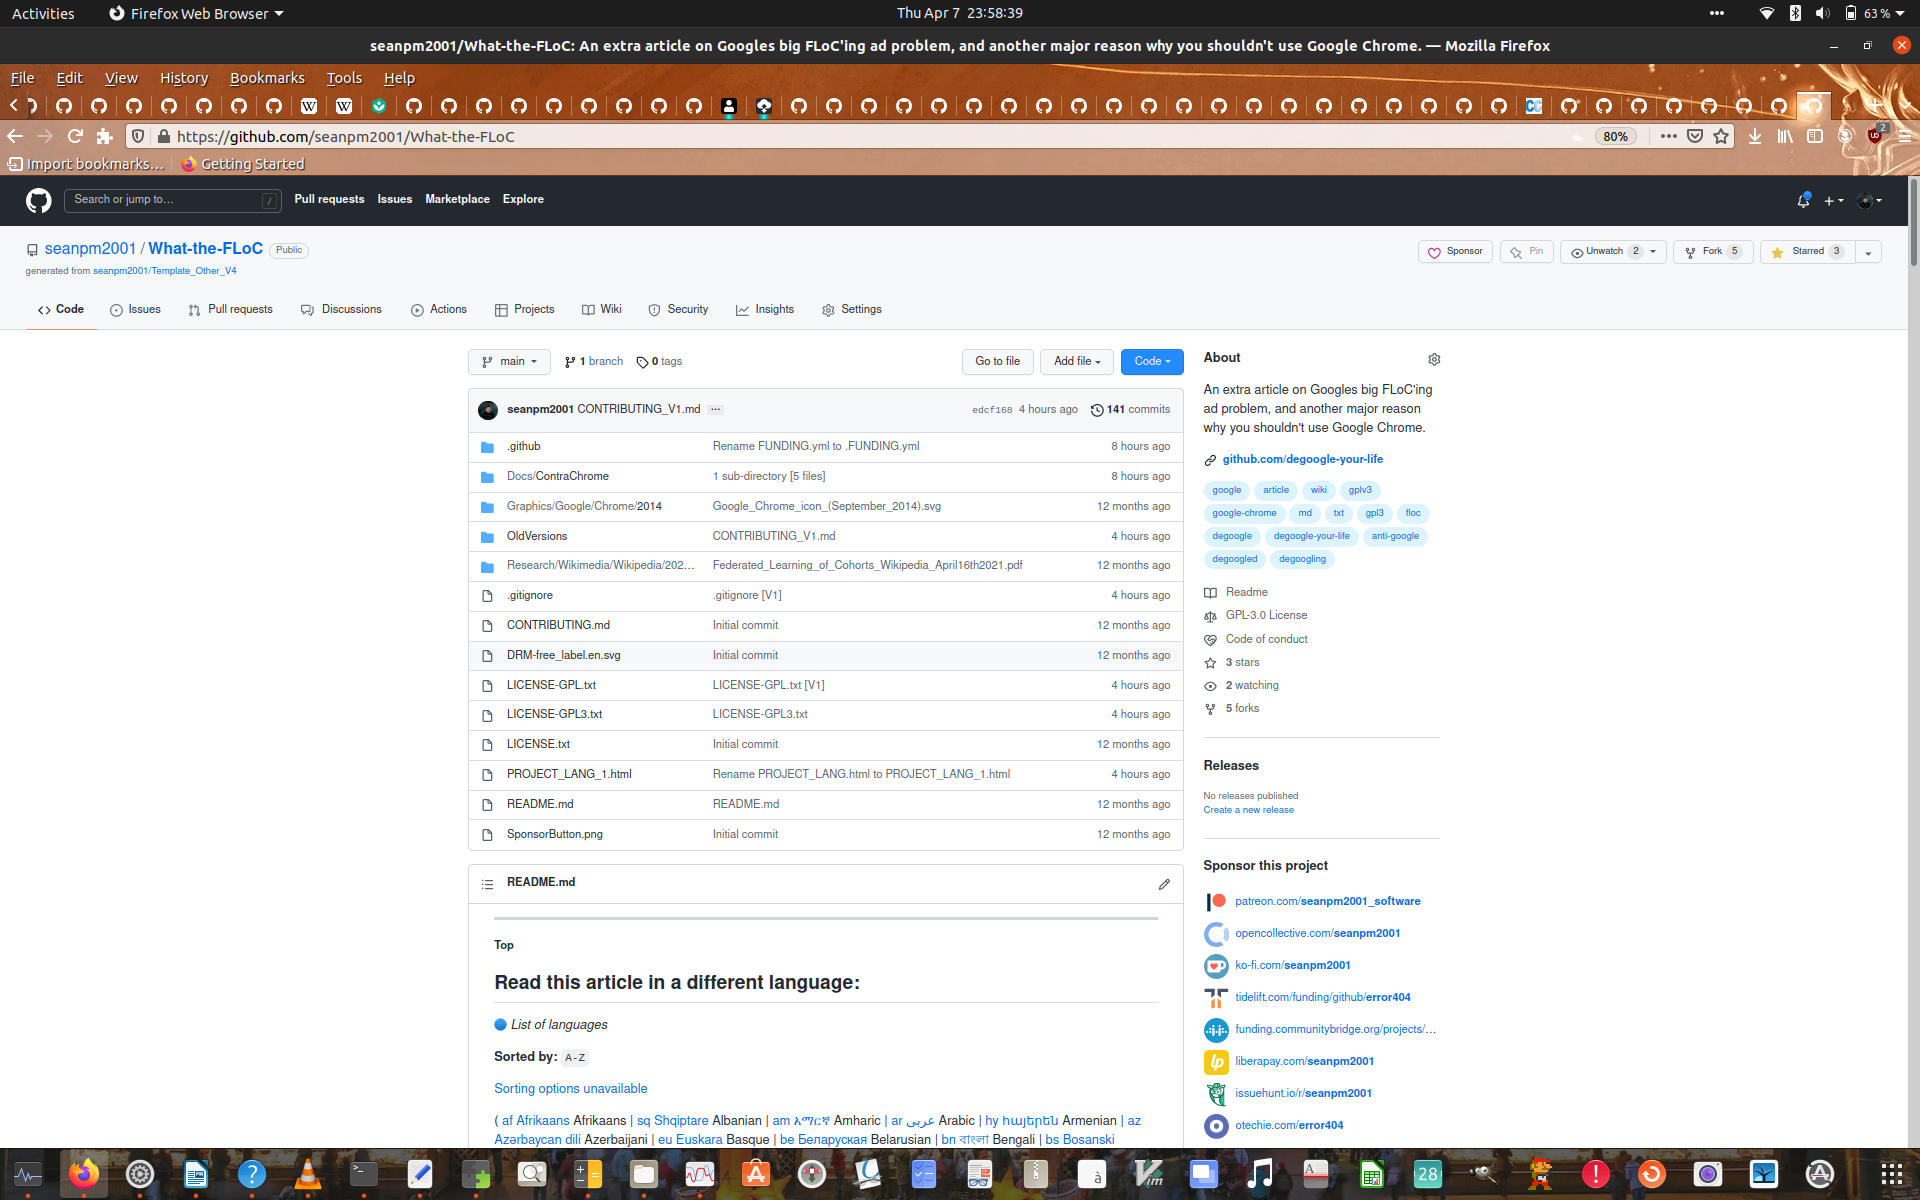 Activities
Firefox Web Browser
Thu Apr 7 23:58:39
63 %
seanpm2001/What-the-FLoC: An extra article on Googles big FLoC'ing ad problem, and another major reason why you shouldn't use Google Chrome. — Mozilla Firefox
File Edit View History Bookmarks Tools Help
https://github.com/seanpm2001/What-the-FLoC
80%
2
Import bookmarks...
Getting Started
Search or jump to...
/
Pull requests Issues Marketplace Explore
seanpm2001 / What-the-FLoC Public
generated from seanpm2001/Template_Other_V4
Sponsor
Pin
Unwatch 2
Fork 5
Starred 3
Code Issues Pull requests Discussions Actions Projects Wiki Security Insights Settings
main
1 branch
0 tags
Go to file
Add file
Code
seanpm2001 CONTRIBUTING_V1.md ...
edcf168 4 hours ago 141 commits
.github Rename FUNDING.yml to .FUNDING.yml 8 hours ago
Docs/ContraChrome 1 sub-directory [5 files] 8 hours ago
Graphics/Google/Chrome/2014 Google_Chrome_icon_(September_2014).svg 12 months ago
OldVersions CONTRIBUTING_V1.md 4 hours ago
Research/Wikimedia/Wikipedia/202... Federated_Learning_of_Cohorts_Wikipedia_April16th2021.pdf 12 months ago
.gitignore .gitignore [V1] 4 hours ago
CONTRIBUTING.md Initial commit 12 months ago
DRM-free_label.en.svg Initial commit 12 months ago
LICENSE-GPL.txt LICENSE-GPL.txt [V1] 4 hours ago
LICENSE-GPL3.txt LICENSE-GPL3.txt 4 hours ago
LICENSE.txt Initial commit 12 months ago
PROJECT_LANG_1.html Rename PROJECT_LANG.html to PROJECT_LANG_1.html 4 hours ago
README.md README.md 12 months ago
SponsorButton.png Initial commit 12 months ago
README.md
Top
Read this article in a different language:
List of languages
Sorted by: A-Z
Sorting options unavailable
( af Afrikaans Afrikaans | sq Shqiptare Albanian | am አማርኛ Amharic | ar عربى Arabic | hy հայերեն Armenian | az
Azərbaycan dili Azerbaijani | eu Euskara Basque | be Беларуская Belarusian | bn বাংলা Bengali | bs Bosanski
About
An extra article on Googles big FLoC'ing
ad problem, and another major reason
why you shouldn't use Google Chrome.
github.com/degoogle-your-life
google article wiki gplv3
google-chrome md txt gpl3 floc
degoogle degoogle-your-life anti-google
degoogled degoogling
Readme
GPL-3.0 License
Code of conduct
3 stars
2 watching
5 forks
Releases
No releases published
Create a new release
Sponsor this project
patreon.com/seanpm2001_software
opencollective.com/seanpm2001
ko-fi.com/seanpm2001
tidelift.com/funding/github/error404
funding.communitybridge.org/projects/...
liberapay.com/seanpm2001
issuehunt.io/r/seanpm2001
otechie.com/error404
28